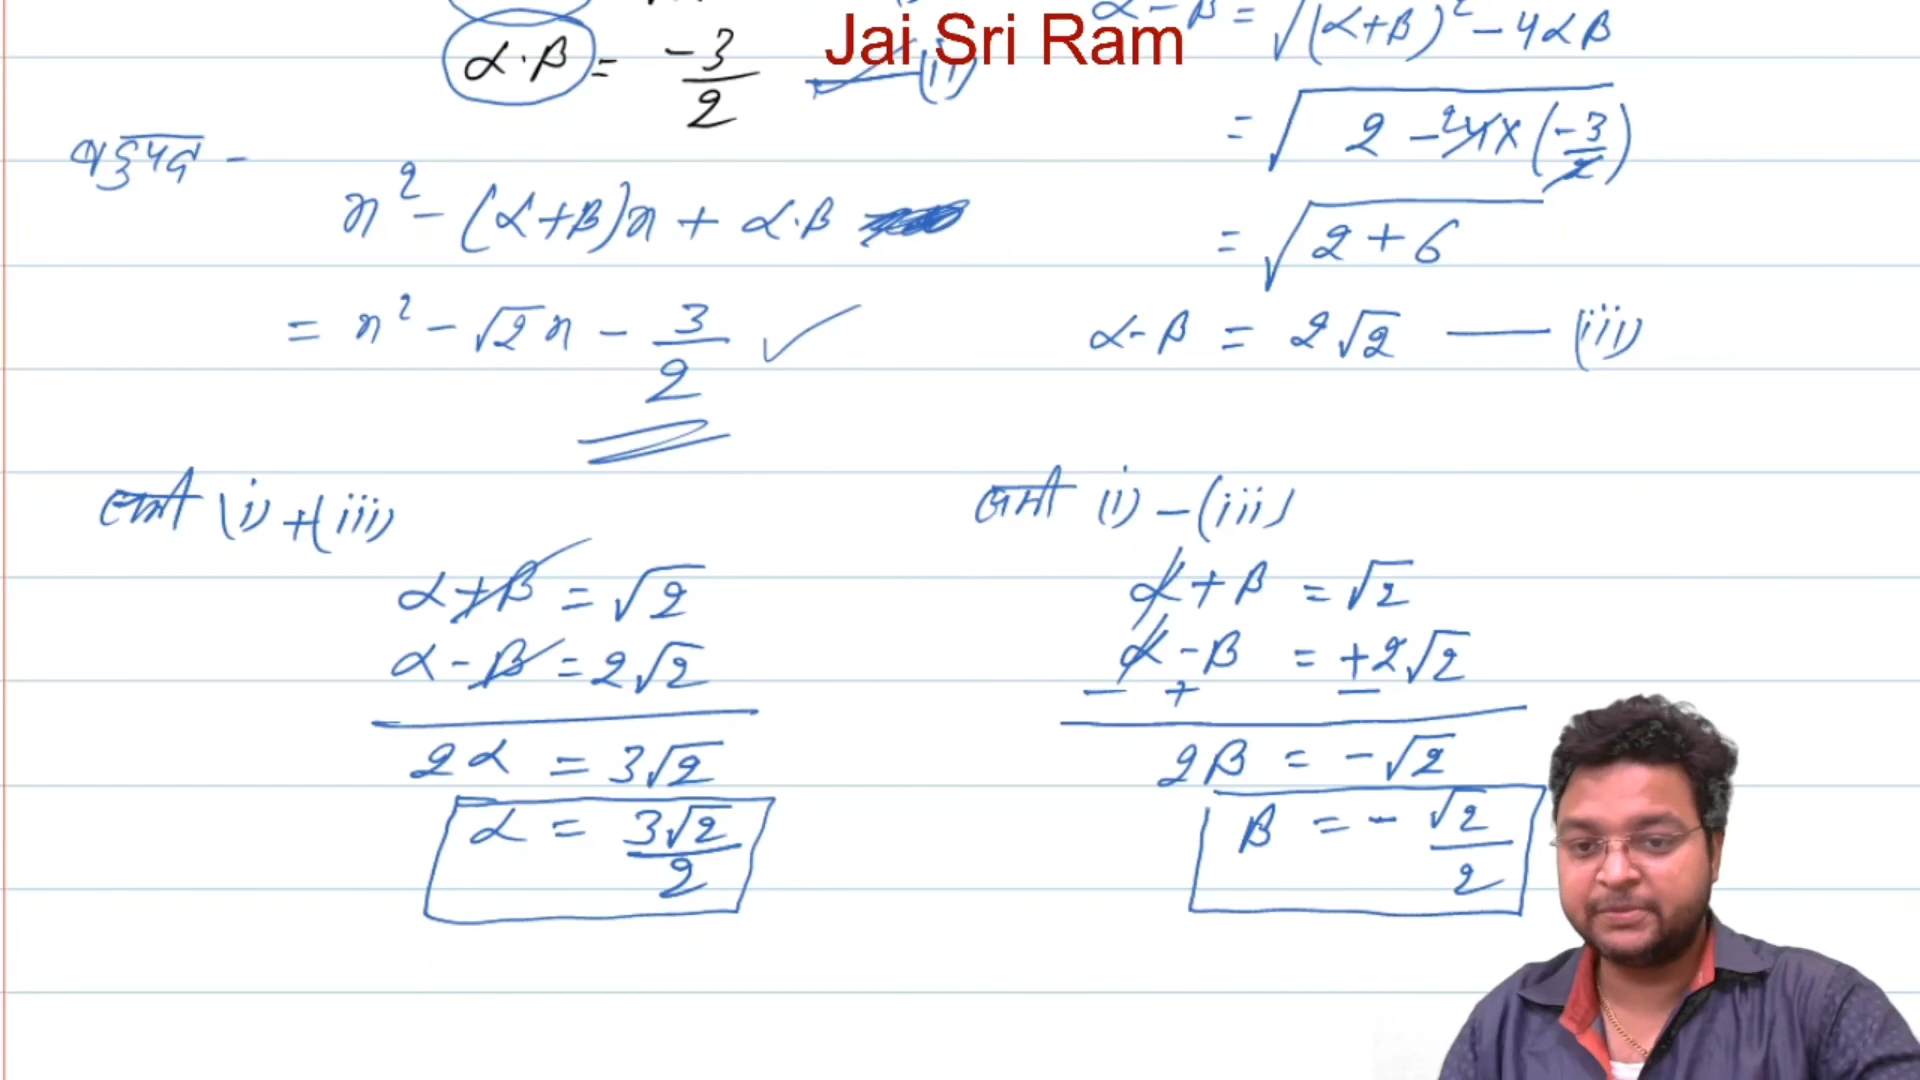 Jai Sri Ram
α·β = -3/2 —(ii)
बहुपद -
x² - (α+β)x + α·β
= x² - √2x - 3/2
α-β = √(α+β)² - 4αβ
= √2 - 4×(-3/2)
= √2+6
α-β = 2√2 — (iii)
(i)+(iii)
α+β = √2
α-β = 2√2
2α = 3√2
α = 3√2/2
(i)-(iii)
α+β = √2
α-β = +2√2
- + -
2β = -√2
β = -√2/2